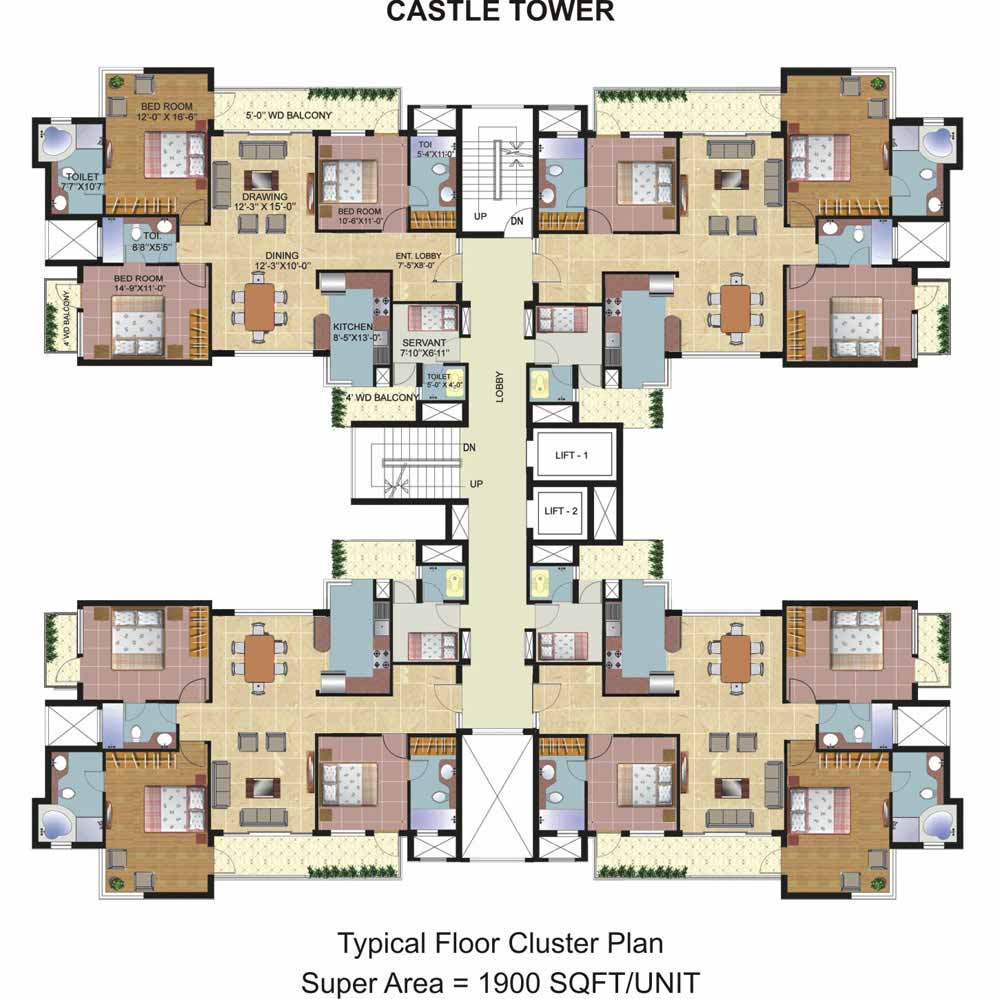 CASTLE TOWER
BED ROOM
12'-0" X 16'-6"
5'-0" WD BALCONY
TOI
5'-4"X11'-0"
TOILET
7'7"X10'7"
DRAWING
12'-3" X 15'-0"
BED ROOM
10'-6"X11'-0"
UP
DN
TOI.
8'8"X5'5"
DINING
12'-3"X10'-0"
ENT. LOBBY
7'-5"X8'-0"
BED ROOM
14'-9"X11'-0"
4' WD BALCONY
KITCHEN
8'-5"X13'-0"
SERVANT
7'10"X6'-11"
TOILET
5'-0" X 4'-0"
4' WD BALCONY
LOBBY
DN
UP
LIFT - 1
LIFT - 2
Typical Floor Cluster Plan
Super Area = 1900 SQFT/UNIT